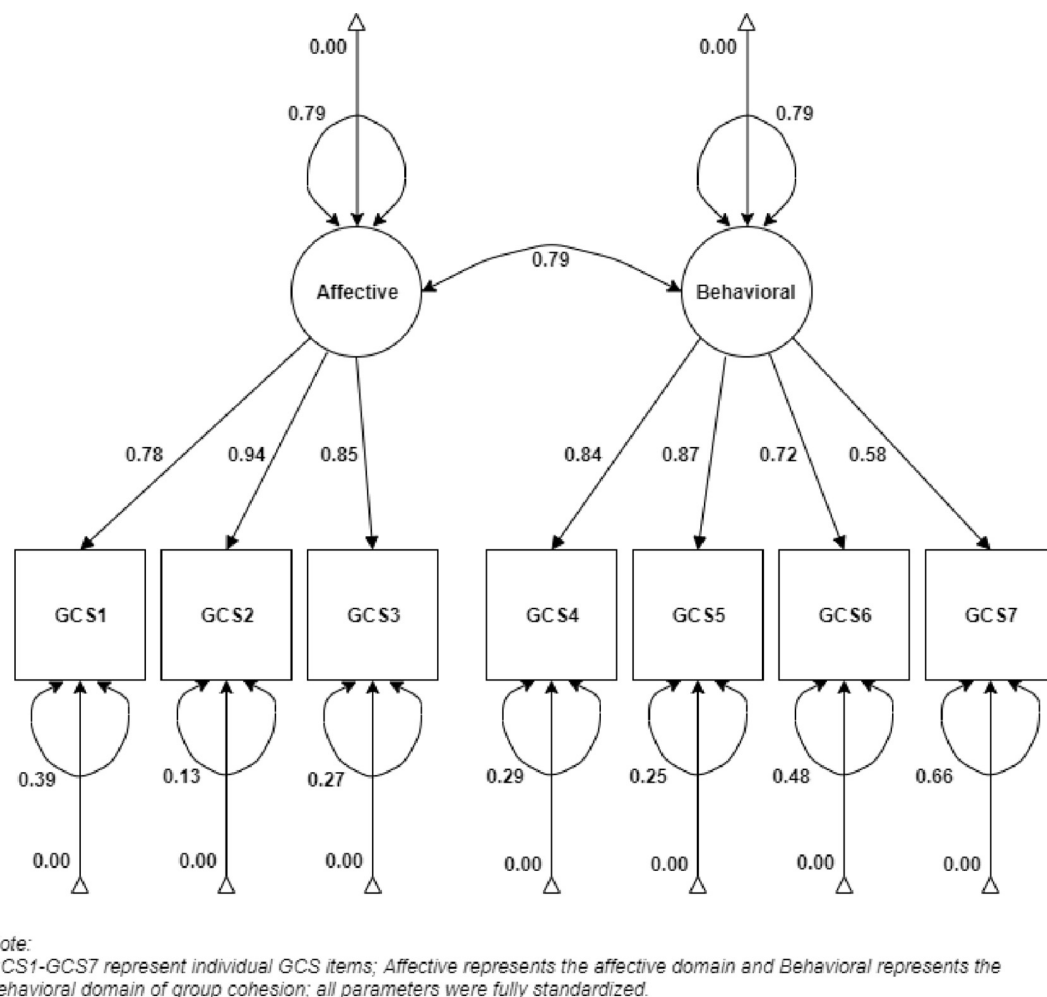 0.00 0.00
0.79 0.79
0.79
Affective Behavioral
0.78 0.94 0.85 0.84 0.87 0.72 0.58
GCS1 GCS2 GCS3 GCS4 GCS5 GCS6 GCS7
0.39 0.13 0.27 0.29 0.25 0.48 0.66
0.00 0.00 0.00 0.00 0.00 0.00 0.00
ote:
CS1-GCS7 represent individual GCS items; Affective represents the affective domain and Behavioral represents the
ehavioral domain of group cohesion; all parameters were fully standardized.